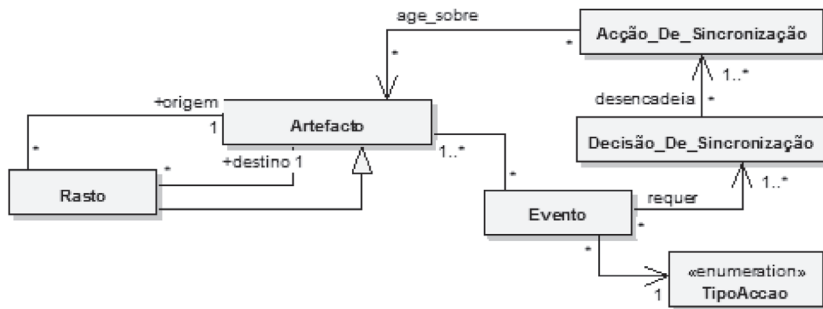 age_sobre
*
*
Acção_De_Sincronização
1..*
desencadeia
*
+origem
1
Artefacto
Decisão_De_Sincronização
*
*
+destino 1
1..*
1..*
Rasto
*
requer
Evento
*
*
«enumeration»
1
TipoAccao